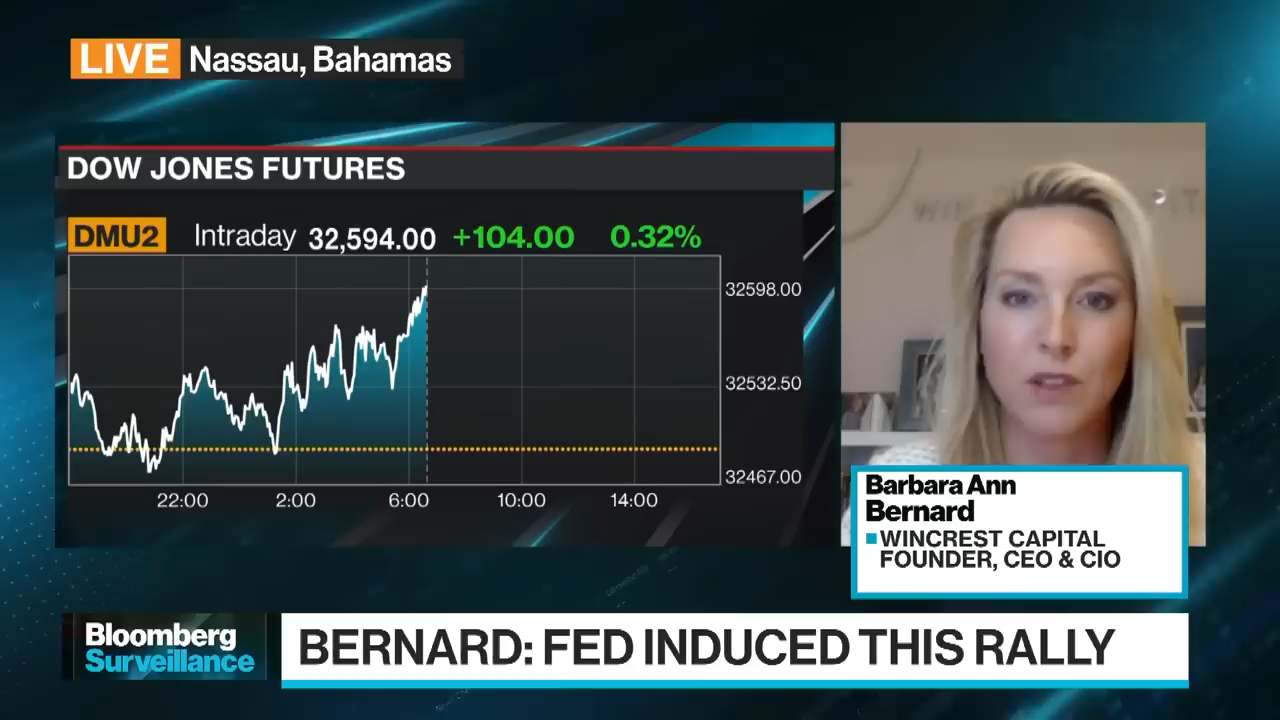 LIVE Nassau, Bahamas
DOW JONES FUTURES
DMU2 Intraday 32,594.00 +104.00 0.32%
32598.00
32532.50
32467.00
22:00 2:00 6:00 10:00 14:00
Barbara Ann
Bernard
WINCREST CAPITAL
FOUNDER, CEO & CIO
Bloomberg
Surveillance
BERNARD: FED INDUCED THIS RALLY